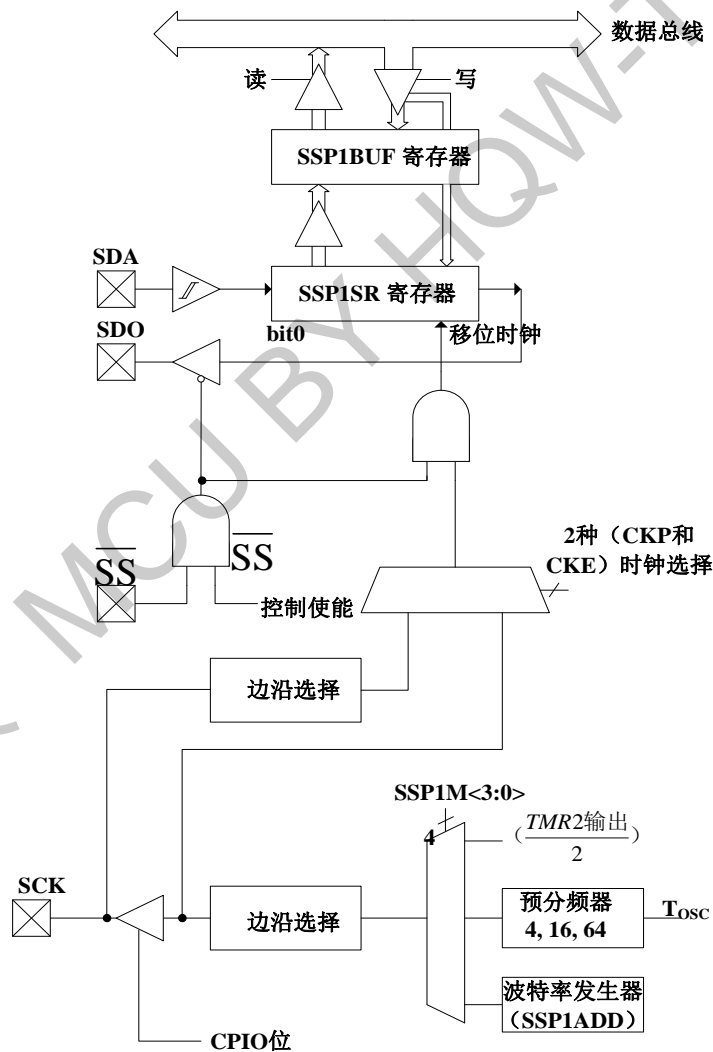 数据总线
读
写
SSP1BUF 寄存器
SDA
SSP1SR 寄存器
SDO
bit0
移位时钟
2种（CKP和
CKE）时钟选择
SS
SS
控制使能
边沿选择
SSP1M<3:0>
4
（TMR2输出
2）
SCK
边沿选择
预分频器
4, 16, 64
TOSC
波特率发生器
（SSP1ADD）
CPIO位
MCU BY HQW-T